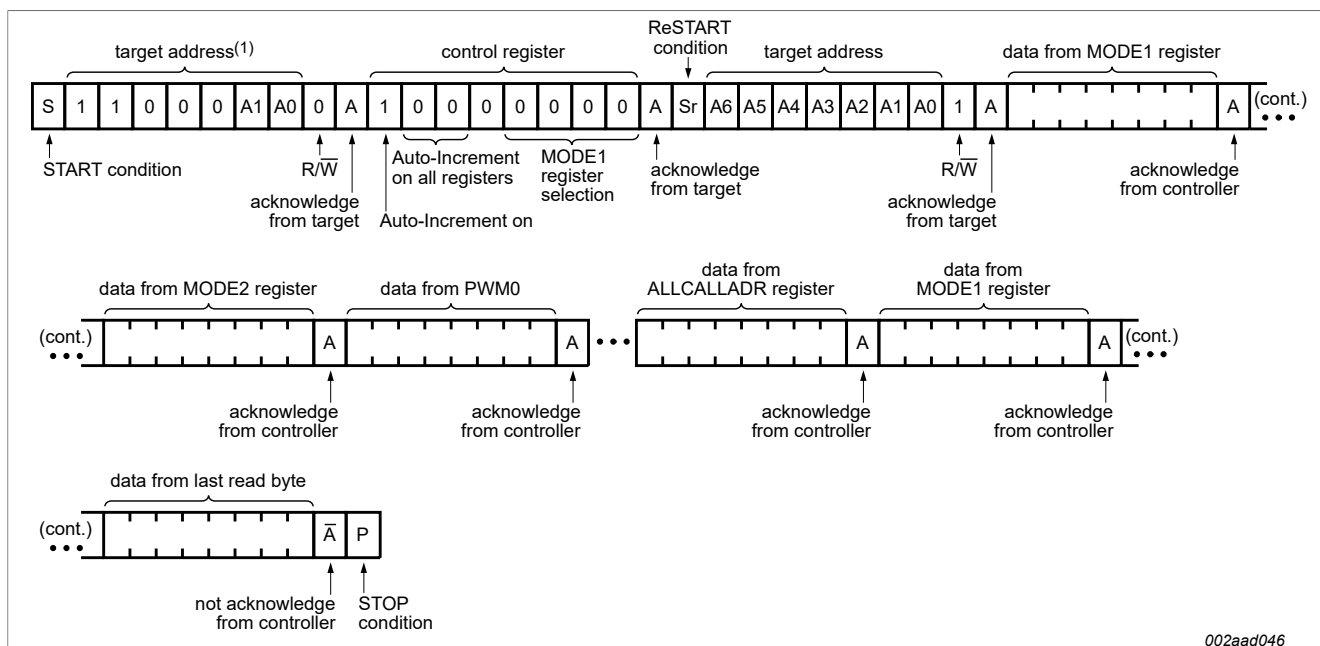 ReSTART
condition
target address(1)
control register
target address
data from MODE1 register
S 1 1 0 0 0 A1 A0 0 A 1 0 0 0 0 0 0 0 A Sr A6 A5 A4 A3 A2 A1 A0 1 A A (cont.)
START condition
R/W̅
acknowledge
from target
Auto-Increment
on all registers
Auto-Increment on
MODE1
register
selection
acknowledge
from target
R/W̅
acknowledge
from target
acknowledge
from controller
data from MODE2 register
data from PWM0
data from
ALLCALLADR register
data from
MODE1 register
(cont.) A A A A (cont.)
acknowledge
from controller
acknowledge
from controller
acknowledge
from controller
acknowledge
from controller
data from last read byte
(cont.) A̅ P
not acknowledge
from controller
STOP
condition
002aad046